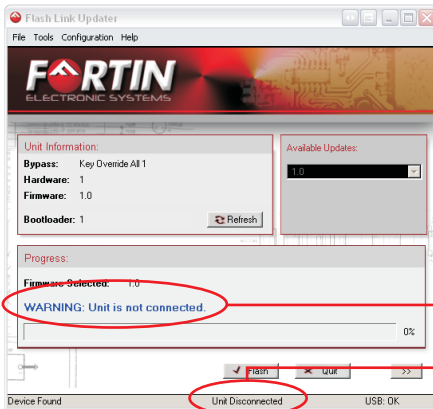 Flash Link Updater
File Tools Configuration Help
FORTIN
ELECTRONIC SYSTEMS
Unit Information:
Bypass: Key Override All 1
Hardware: 1
Firmware: 1.0
Bootloader: 1
Refresh
Available Updates:
1.0
Progress:
Firmware Selected: 1.0
WARNING: Unit is not connected.
0%
Flash
Quit
>>
Device Found
Unit Disconnected
USB: OK